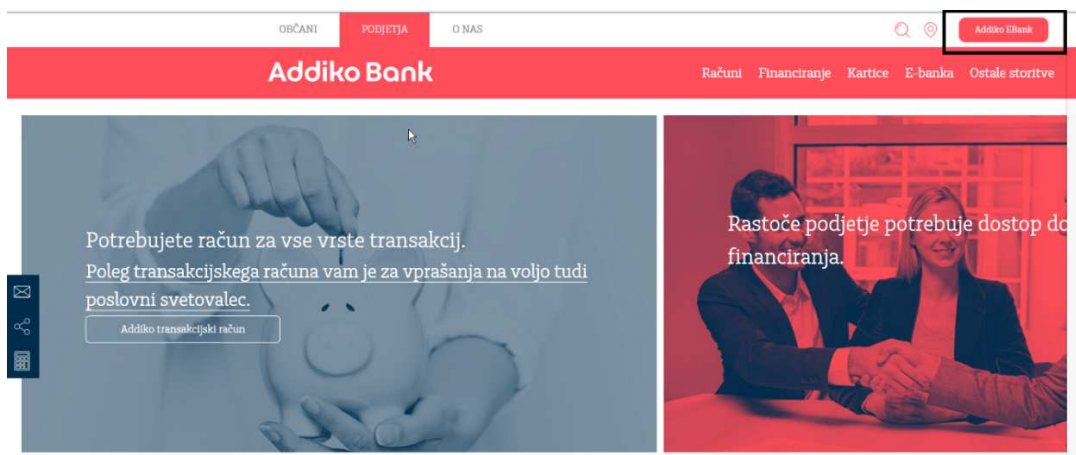 OBČANI PODJETJA O NAS Addiko EBank
Addiko Bank Računi Financiranje Kartice E-banka Ostale storitve
Potrebujete račun za vse vrste transakcij.
Poleg transakcijskega računa vam je za vprašanja na voljo tudi
poslovni svetovalec.
Addiko transakcijski račun
Rastoče podjetje potrebuje dostop do
financiranja.